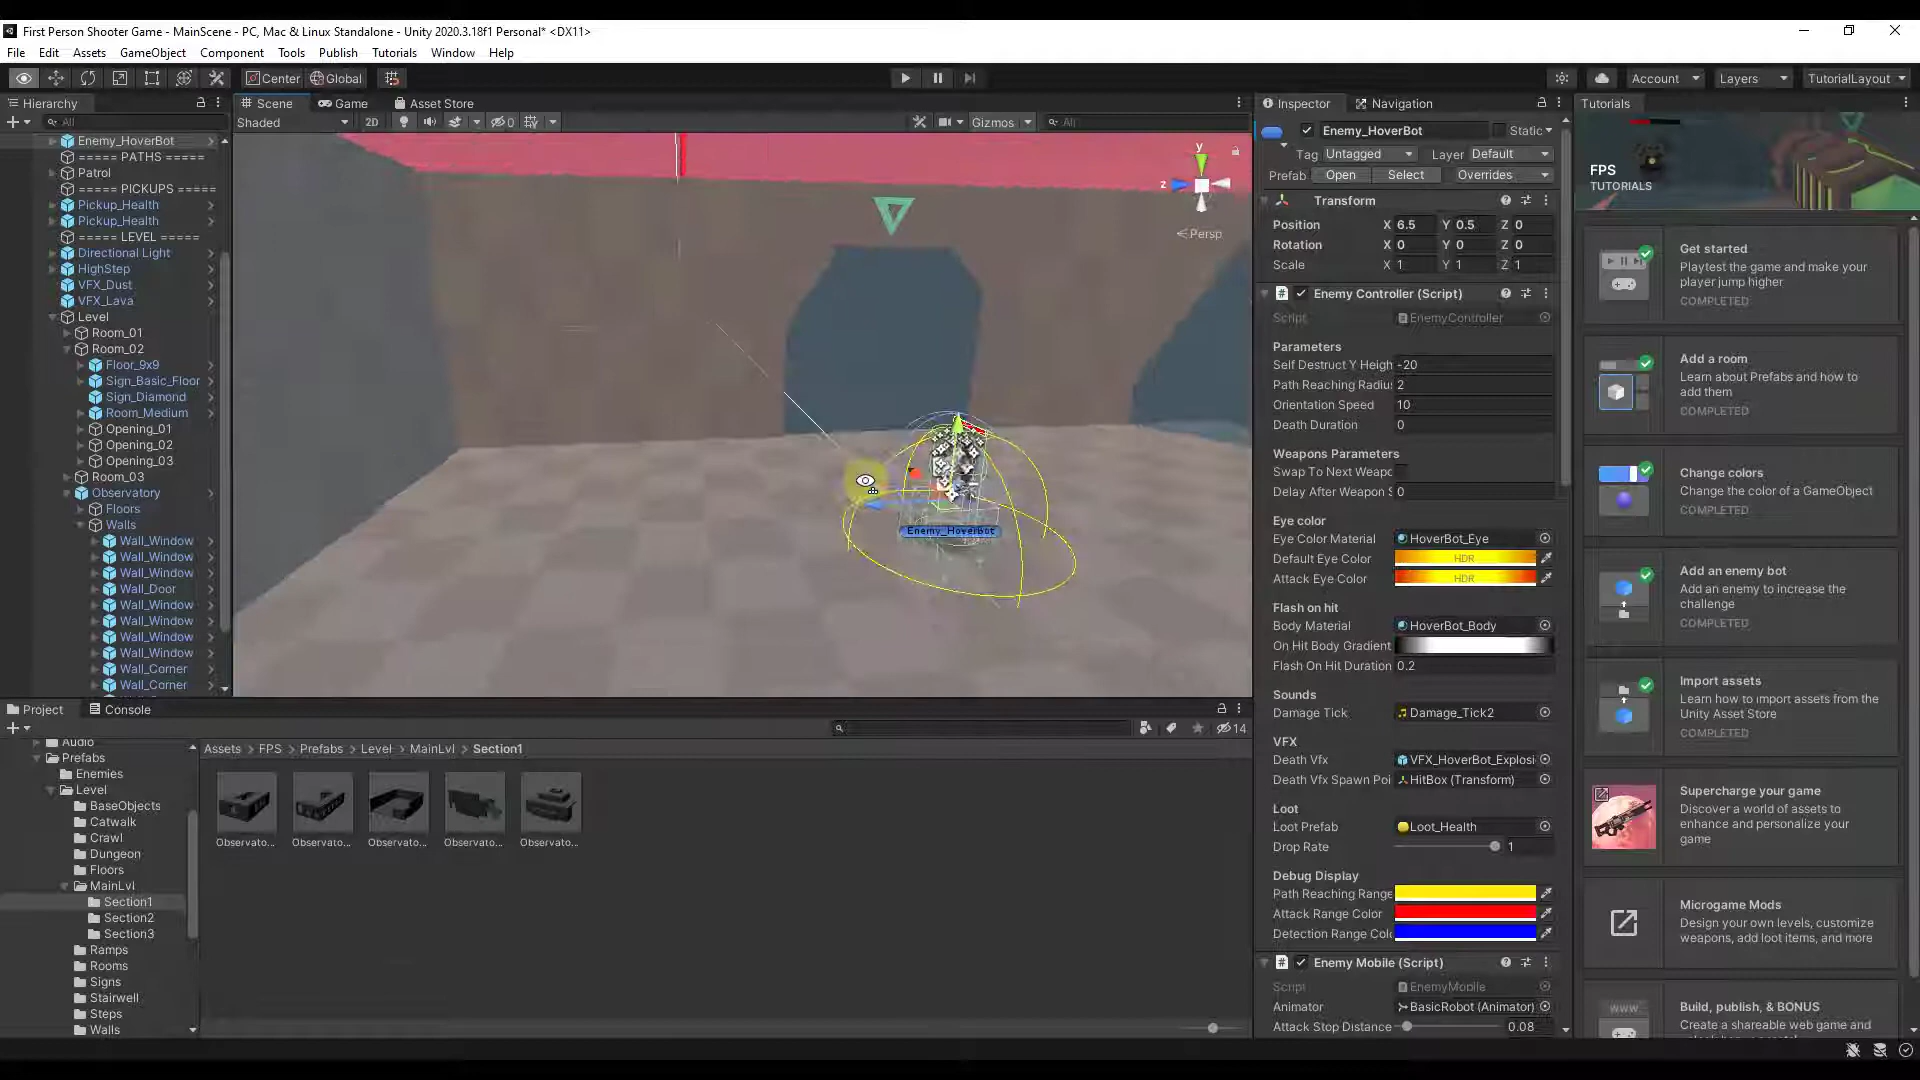 First Person Shooter Game - MainScene - PC, Mac & Linux Standalone - Unity 2020.3.18f1 Personal* <DX11>
File Edit Assets GameObject Component Tools Tutorials Publish Window Help
Center Global
Account Layers TutorialLayout
Hierarchy
All
Enemy_HoverBot
===== PATHS =====
Patrol
===== PICKUPS =====
Pickup_Health
Pickup_Health
===== LEVEL =====
Directional Light
HighStep
VFX_Dust
VFX_Lava
Level
Room_01
Room_02
Floor_9x9
Sign_Basic_Floor
Sign_Diamond
Room_Medium
Opening_01
Opening_02
Opening_03
Room_03
Observatory
Floors
Walls
Wall_Window
Wall_Window
Wall_Window
Wall_Door
Wall_Window
Wall_Window
Wall_Window
Wall_Window
Wall_Corner
Wall_Corner
Scene Game Asset Store
Shaded 2D 0 Gizmos All
y
z
Persp
Enemy_HoverBot
Inspector Navigation
Enemy_HoverBot Static
Tag Untagged Layer Default
Prefab Open Select Overrides
Transform
Position X 6.5 Y 0.5 Z 0
Rotation X 0 Y 0 Z 0
Scale X 1 Y 1 Z 1
Enemy Controller (Script)
Script EnemyController
Parameters
Self Destruct Y Heigh -20
Path Reaching Radiu 2
Orientation Speed 10
Death Duration 0
Weapons Parameters
Swap To Next Weapo
Delay After Weapon S 0
Eye color
Eye Color Material HoverBot_Eye
Default Eye Color HDR
Attack Eye Color HDR
Flash on hit
Body Material HoverBot_Body
On Hit Body Gradient
Flash On Hit Duration 0.2
Sounds
Damage Tick Damage_Tick2
VFX
Death Vfx VFX_HoverBot_Explosi
Death Vfx Spawn Poi HitBox (Transform)
Loot
Loot Prefab Loot_Health
Drop Rate 1
Debug Display
Path Reaching Range
Attack Range Color
Detection Range Colo
Enemy Mobile (Script)
Script EnemyMobile
Animator BasicRobot (Animator)
Attack Stop Distance 0.08
Tutorials
FPS
TUTORIALS
Get started
Playtest the game and make your
player jump higher
COMPLETED
Add a room
Learn about Prefabs and how to
add them
COMPLETED
Change colors
Change the color of a GameObject
COMPLETED
Add an enemy bot
Add an enemy to increase the
challenge
COMPLETED
Import assets
Learn how to import assets from the
Unity Asset Store
COMPLETED
Supercharge your game
Discover a world of assets to
enhance and personalize your
game
Microgame Mods
Design your own levels, customize
weapons, add loot items, and more
www
Build, publish, & BONUS
Create a shareable web game and
Project Console
14
Audio
Prefabs
Enemies
Level
BaseObjects
Catwalk
Crawl
Dungeon
Floors
MainLvl
Section1
Section2
Section3
Ramps
Rooms
Signs
Stairwell
Steps
Walls
Assets > FPS > Prefabs > Level > MainLvl > Section1
Observato... Observato... Observato... Observato... Observato...